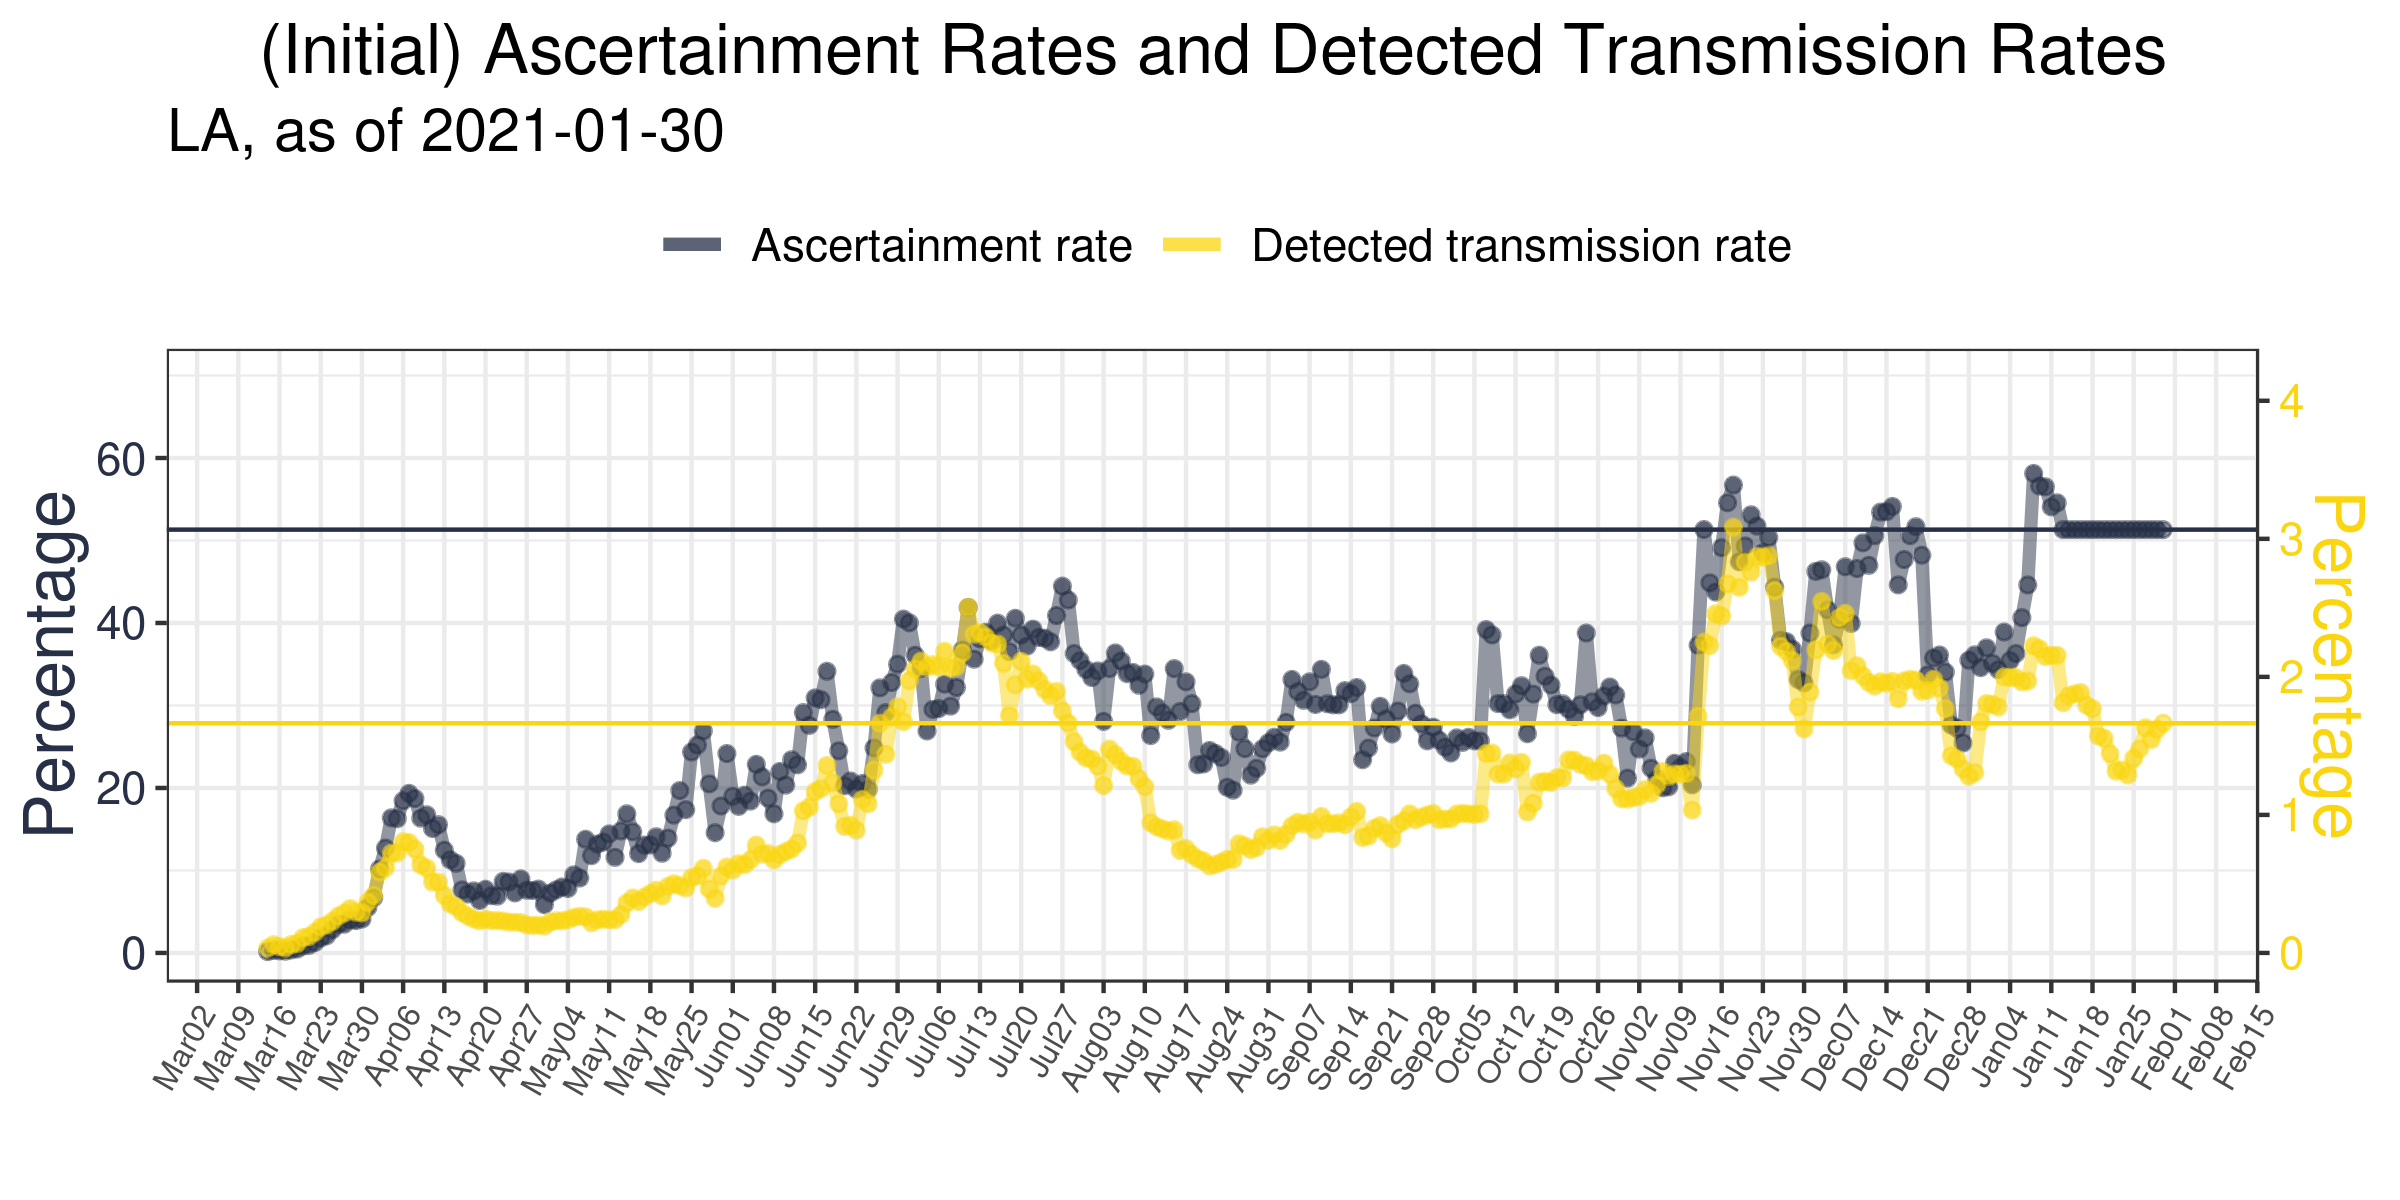 (Initial) Ascertainment Rates and Detected Transmission Rates
LA, as of 2021-01-30
Ascertainment rate
Detected transmission rate
Percentage
60
40
20
0
4
3
2
1
0
Percentage
Mar02
Mar09
Mar16
Mar23
Mar30
Apr06
Apr13
Apr20
Apr27
May04
May11
May18
May25
Jun01
Jun08
Jun15
Jun22
Jun29
Jul06
Jul13
Jul20
Jul27
Aug03
Aug10
Aug17
Aug24
Aug31
Sep07
Sep14
Sep21
Sep28
Oct05
Oct12
Oct19
Oct26
Nov02
Nov09
Nov16
Nov23
Nov30
Dec07
Dec14
Dec21
Dec28
Jan04
Jan11
Jan18
Jan25
Feb01
Feb08
Feb15